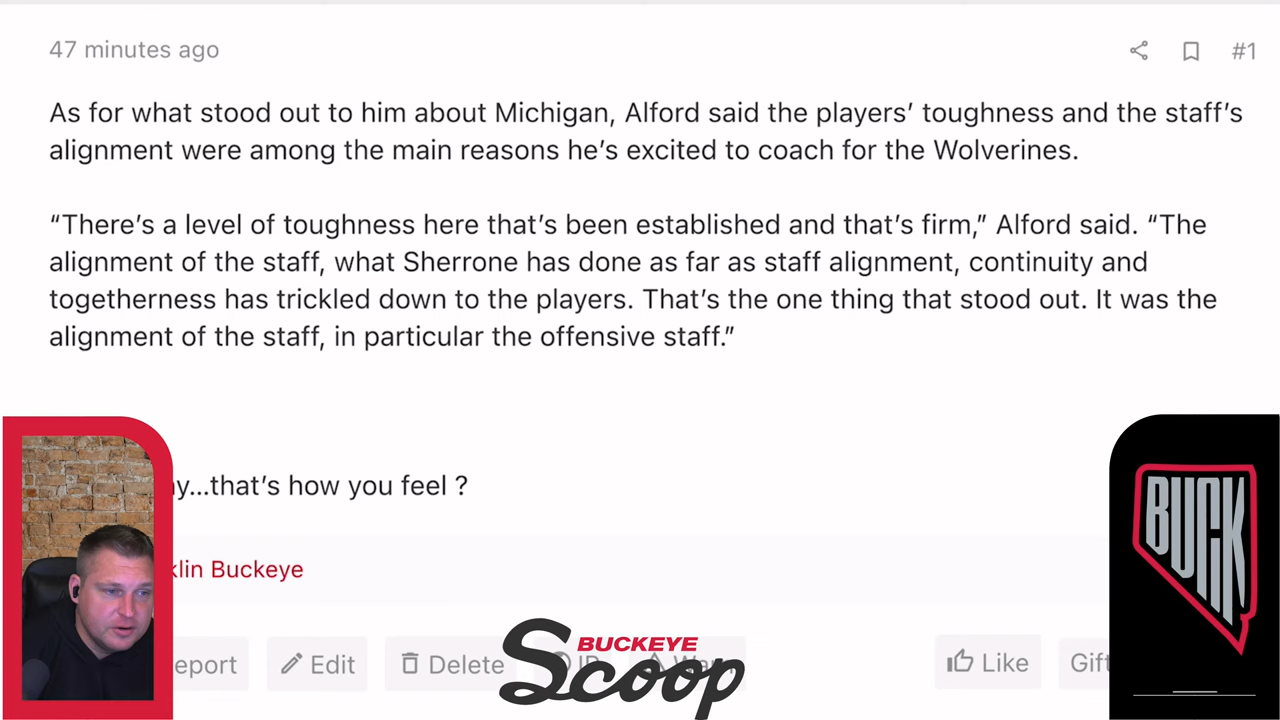 47 minutes ago
#1
As for what stood out to him about Michigan, Alford said the players’ toughness and the staff’s
alignment were among the main reasons he’s excited to coach for the Wolverines.
“There’s a level of toughness here that’s been established and that’s firm,” Alford said. “The
alignment of the staff, what Sherrone has done as far as staff alignment, continuity and
togetherness has trickled down to the players. That’s the one thing that stood out. It was the
alignment of the staff, in particular the offensive staff.”
...that’s how you feel ?
Buckeye
Edit
Delete
Like
Gift
BUCKEYE
Scoop
BUCK